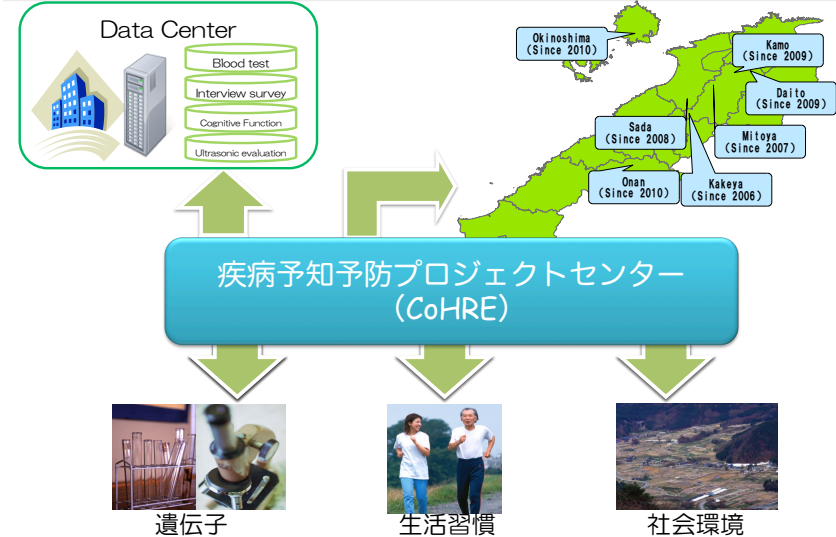 Data Center
Blood test
Interview survey
Cognitive Function
Ultrasonic evaluation
Okinoshima
(Since 2010)
Kamo
(Since 2009)
Daito
(Since 2009)
Sada
(Since 2008)
Mitoya
(Since 2007)
Onan
(Since 2010)
Kakeya
(Since 2006)
疾病予知予防プロジェクトセンター
(CoHRE)
遺伝子
生活習慣
社会環境